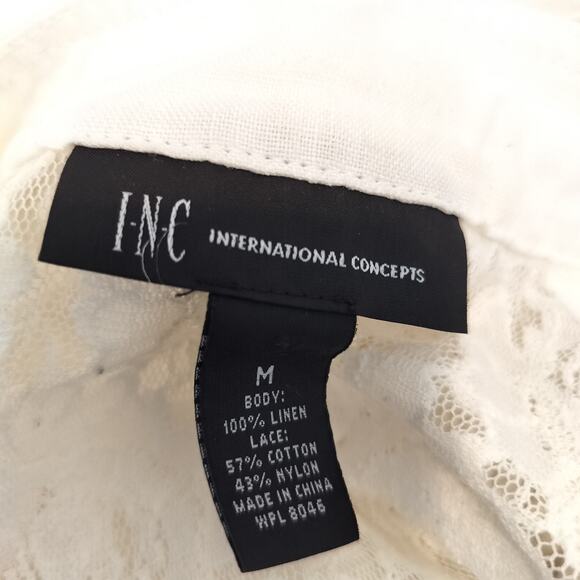 I·N·C INTERNATIONAL CONCEPTS
M
BODY:
100% LINEN
LACE:
57% COTTON
43% NYLON
MADE IN CHINA
WPL 8046